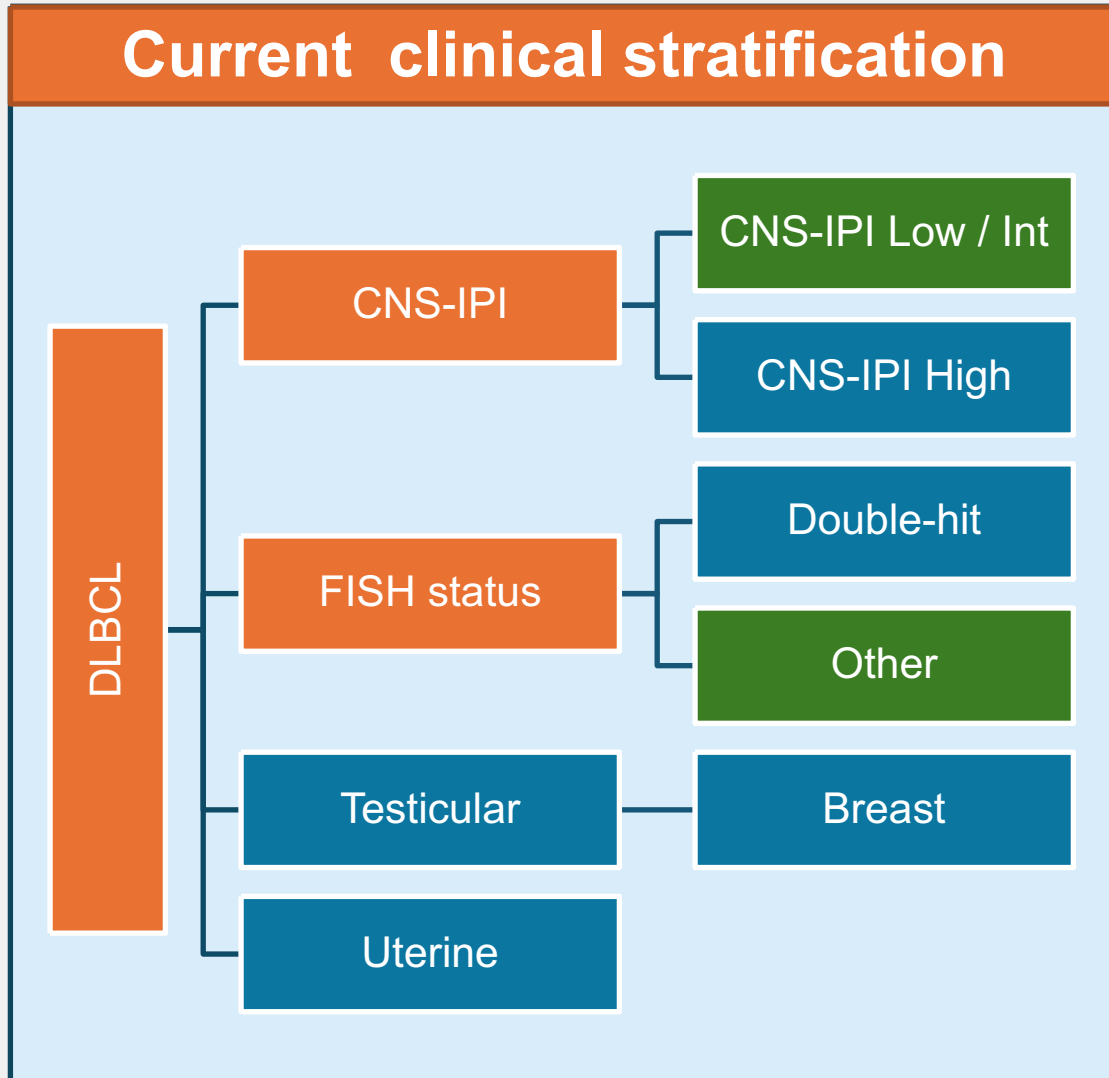 Current clinical stratification
DLBCL
CNS-IPI
CNS-IPI Low / Int
CNS-IPI High
FISH status
Double-hit
Other
Testicular
Breast
Uterine